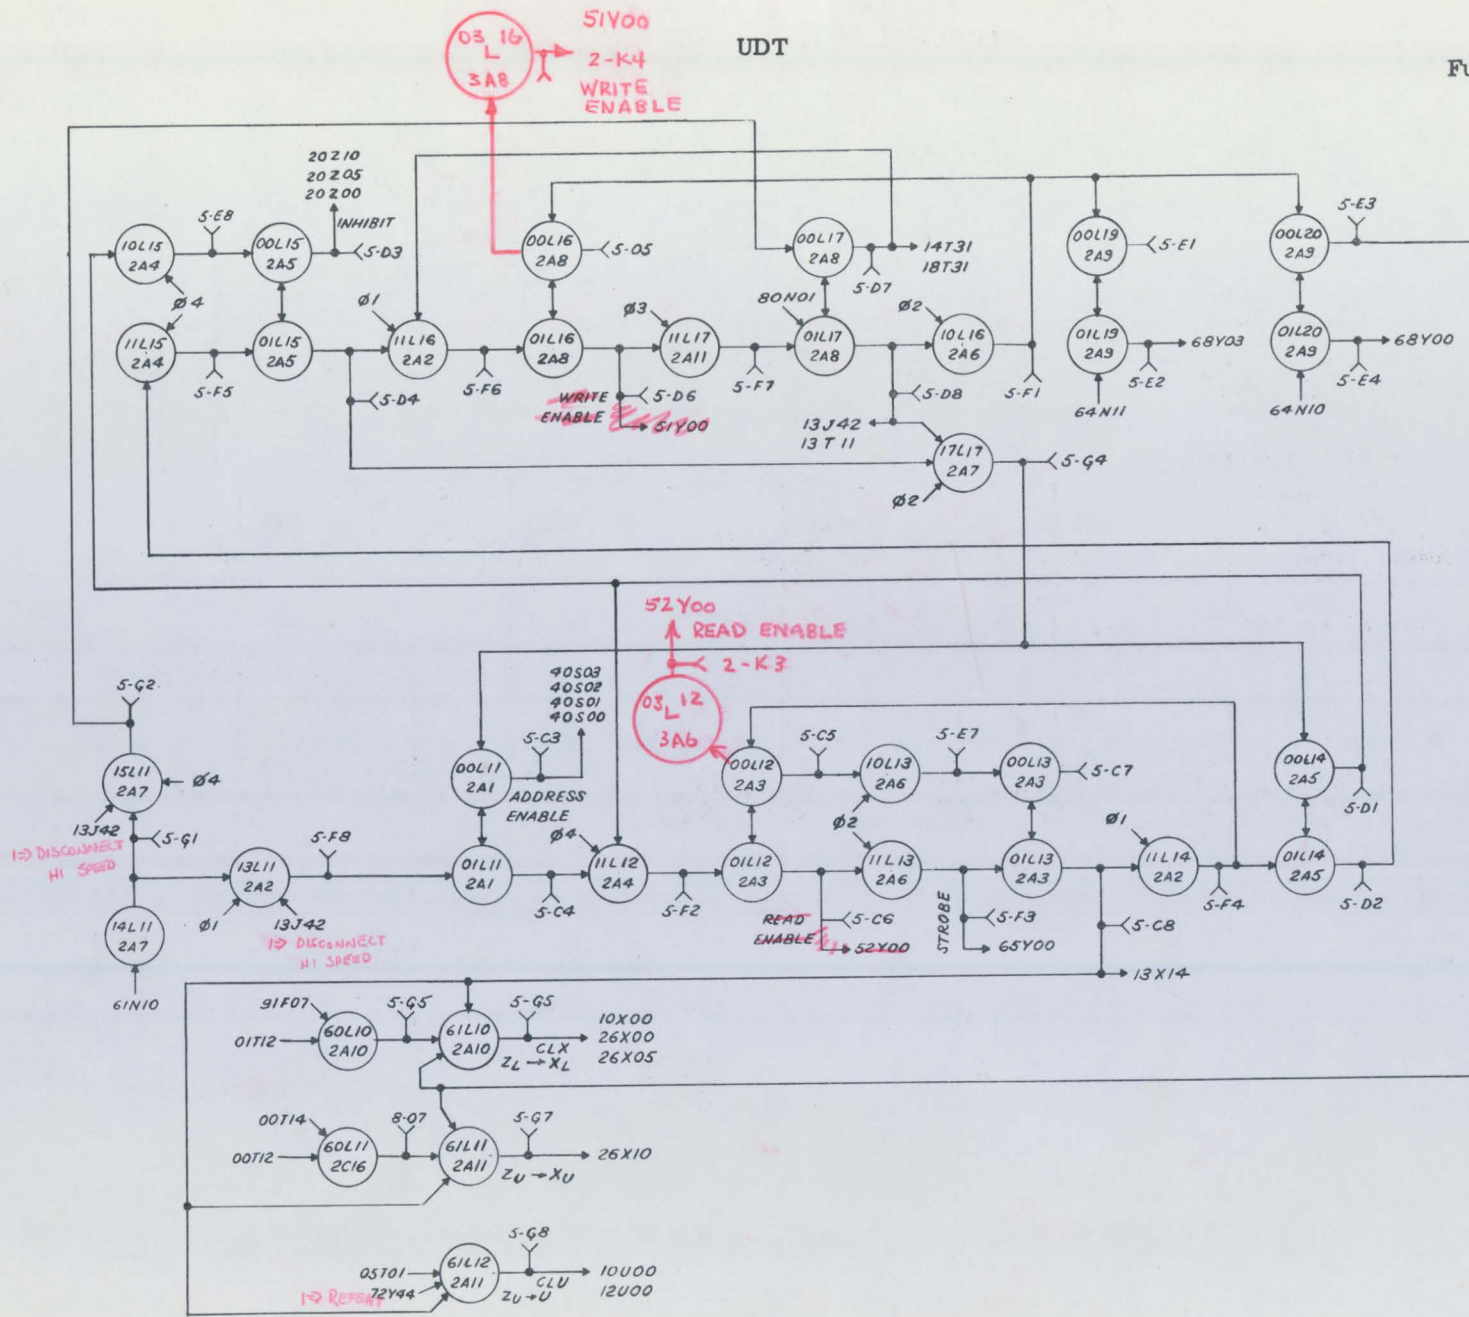 UDT
Fu
51Y00
2-K4
WRITE
ENABLE
03 16
L
3A8
20Z10
20Z05
20Z00
INHIBIT
5-E8
10L15
2A4
00L15
2A5
5-D3
Ø4
11L15
2A4
5-F5
01L15
2A5
5-D4
Ø1
11L16
2A2
5-F6
00L16
2A8
5-O5
01L16
2A8
WRITE
ENABLE
5-D6
51Y00
Ø3
11L17
2A11
5-F7
80N01
00L17
2A8
5-D7
14T31
18T31
01L17
2A8
Ø2
10L16
2A6
5-D8
13J42
13T11
17L17
2A7
Ø2
5-G4
5-F1
00L19
2A9
5-E1
01L19
2A9
5-E2
68Y03
64N11
00L20
2A9
5-E3
01L20
2A9
5-E4
68Y00
64N10
52Y00
READ ENABLE
2-K3
03 12
L
3A6
5-G2
15L11
2A7
Ø4
13J42
1⇒ DISCONNECT
HI SPEED
5-G1
14L11
2A7
61N10
5-F8
13L11
2A2
Ø1
13J42
1⇒ DISCONNECT
HI SPEED
40S03
40S02
40S01
40S00
5-C3
00L11
2A1
ADDRESS
ENABLE
01L11
2A1
5-C4
Ø4
11L12
2A4
5-F2
00L12
2A3
5-C5
01L12
2A3
READ
ENABLE
5-C6
52Y00
10L13
2A6
Ø2
11L13
2A6
5-E7
00L13
2A3
5-C7
01L13
2A3
STROBE
5-F3
65Y00
5-C8
13X14
Ø1
11L14
2A2
5-F4
00L14
2A5
5-D1
01L14
2A5
5-D2
91F07
01T12
60L10
2A10
5-G5
61L10
2A10
5-G5
CLX
ZL → XL
10X00
26X00
26X05
00T14
00T12
60L11
2C16
8-07
61L11
2A11
5-G7
ZU → XU
26X10
05T01
72Y44
1⇒ REPEAT
61L12
2A11
5-G8
CLU
ZU → U
10U00
12U00